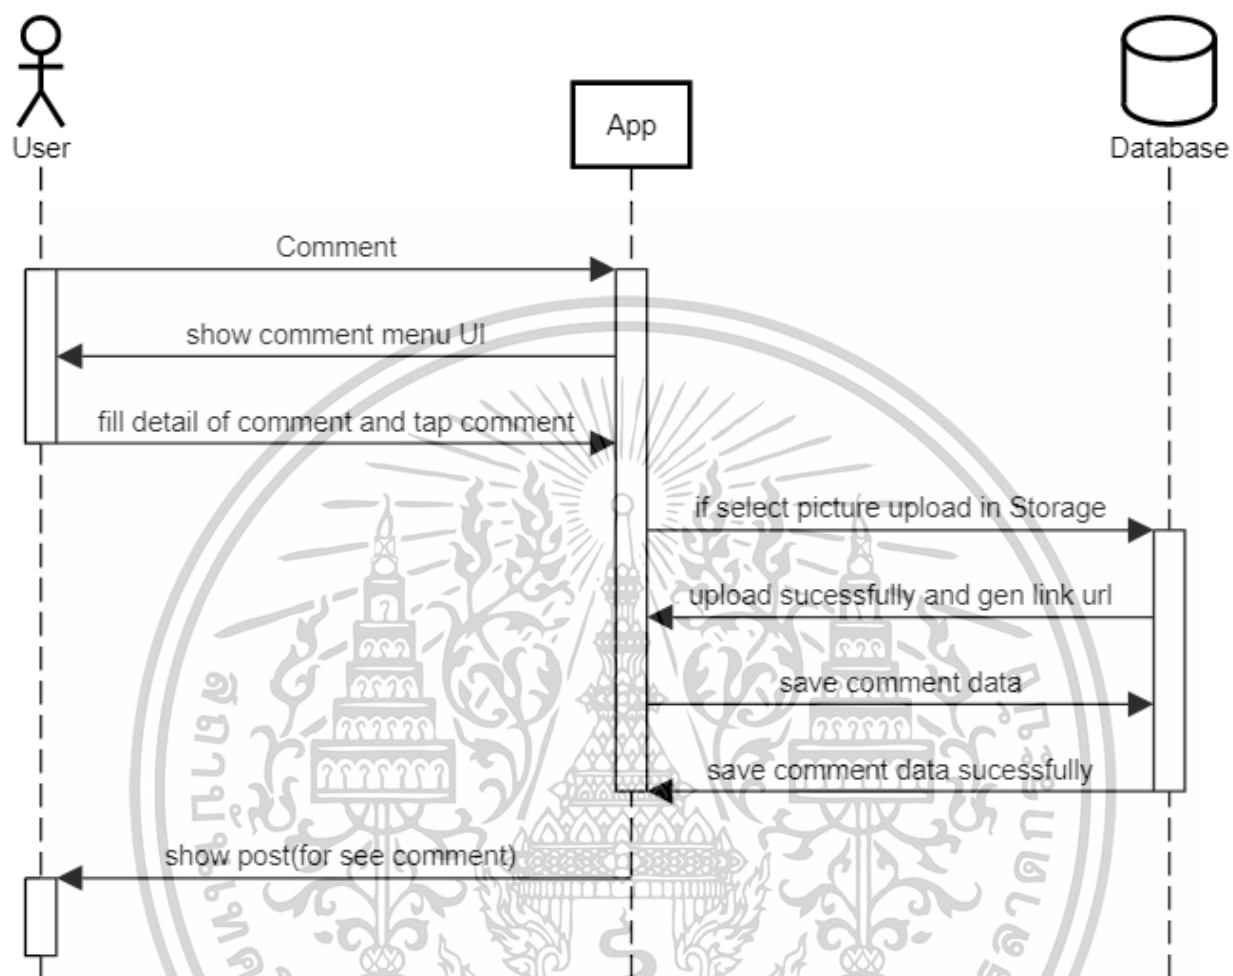 User
App
Database
Comment
show comment menu UI
fill detail of comment and tap comment
if select picture upload in Storage
upload sucessfully and gen link url
save comment data
save comment data sucessfully
show post(for see comment)